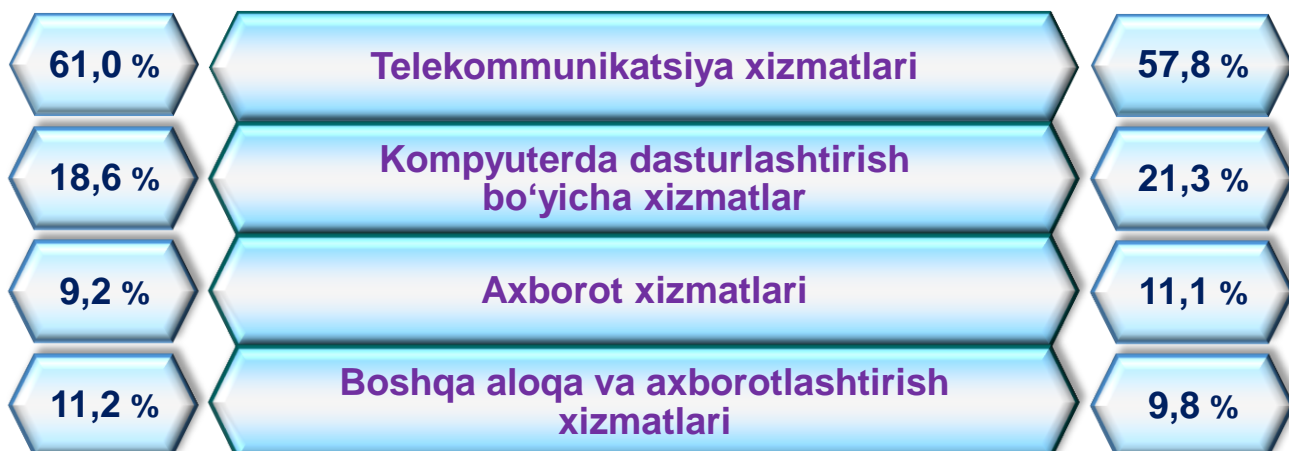 61,0 % Telekommunikatsiya xizmatlari 57,8 %
18,6 % Kompyuterda dasturlashtirish
bo‘yicha xizmatlar 21,3 %
9,2 % Axborot xizmatlari 11,1 %
11,2 % Boshqa aloqa va axborotlashtirish
xizmatlari 9,8 %